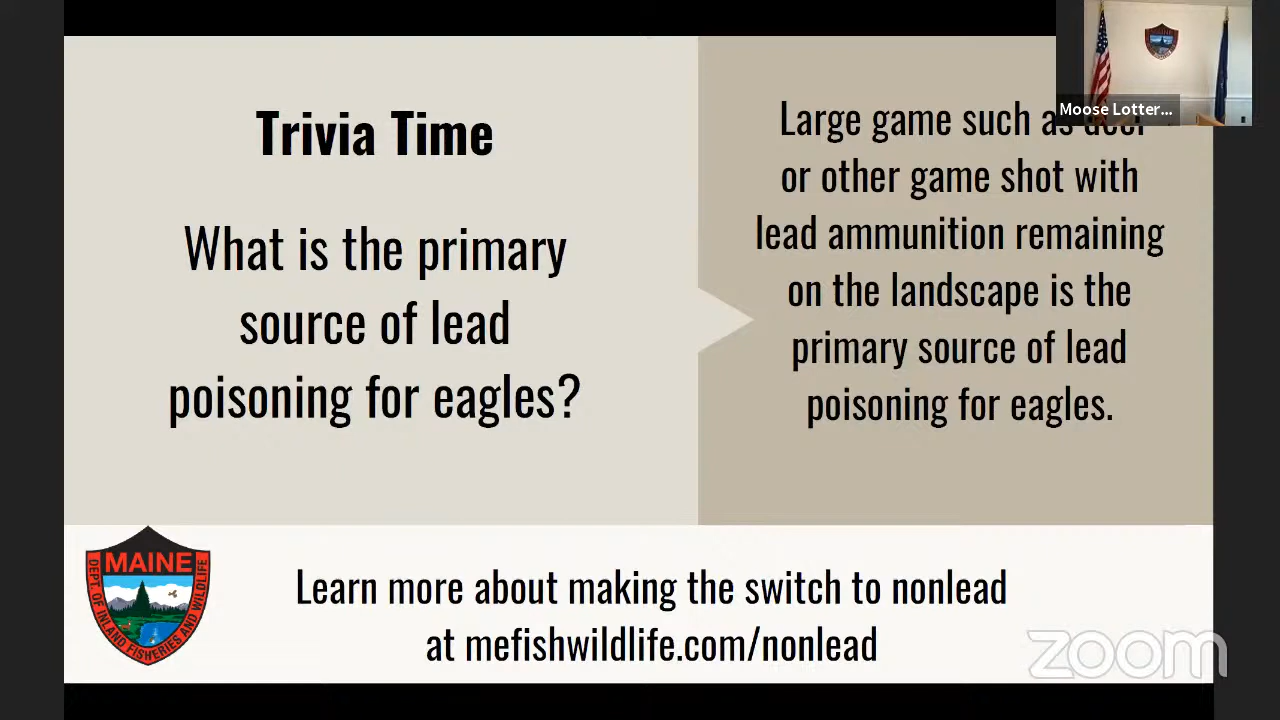 Trivia Time
What is the primary
source of lead
poisoning for eagles?
Large game such as deer
or other game shot with
lead ammunition remaining
on the landscape is the
primary source of lead
poisoning for eagles.
Moose Lotter...
MAINE
MAINE
DEPT. OF INLAND FISHERIES AND WILDLIFE
Learn more about making the switch to nonlead
at mefishwildlife.com/nonlead
zoom